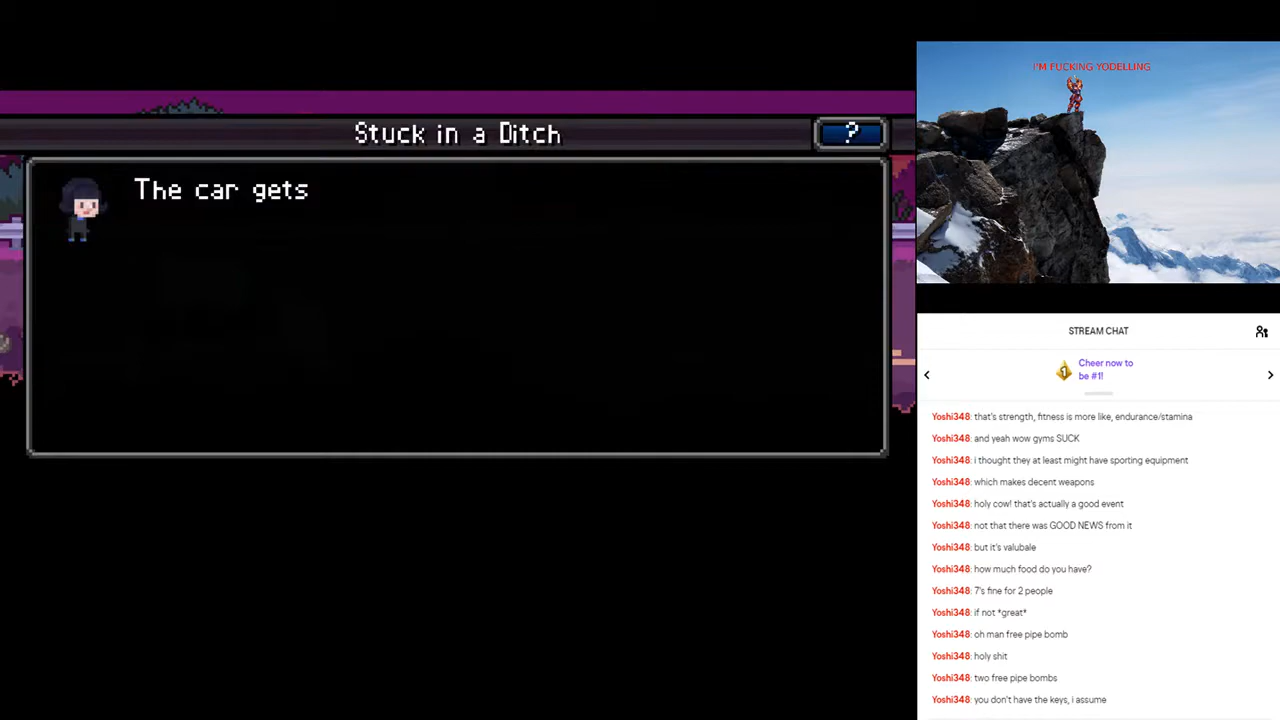 Stuck in a Ditch
?
The car gets
I'M FUCKING YODELLING
STREAM CHAT
1
Cheer now to
be #1!
Yoshi348: that's strength, fitness is more like, endurance/stamina
Yoshi348: and yeah wow gyms SUCK
Yoshi348: i thought they at least might have sporting equipment
Yoshi348: which makes decent weapons
Yoshi348: holy cow! that's actually a good event
Yoshi348: not that there was GOOD NEWS from it
Yoshi348: but it's valubale
Yoshi348: how much food do you have?
Yoshi348: 7's fine for 2 people
Yoshi348: if not *great*
Yoshi348: oh man free pipe bomb
Yoshi348: holy shit
Yoshi348: two free pipe bombs
Yoshi348: you don't have the keys, i assume